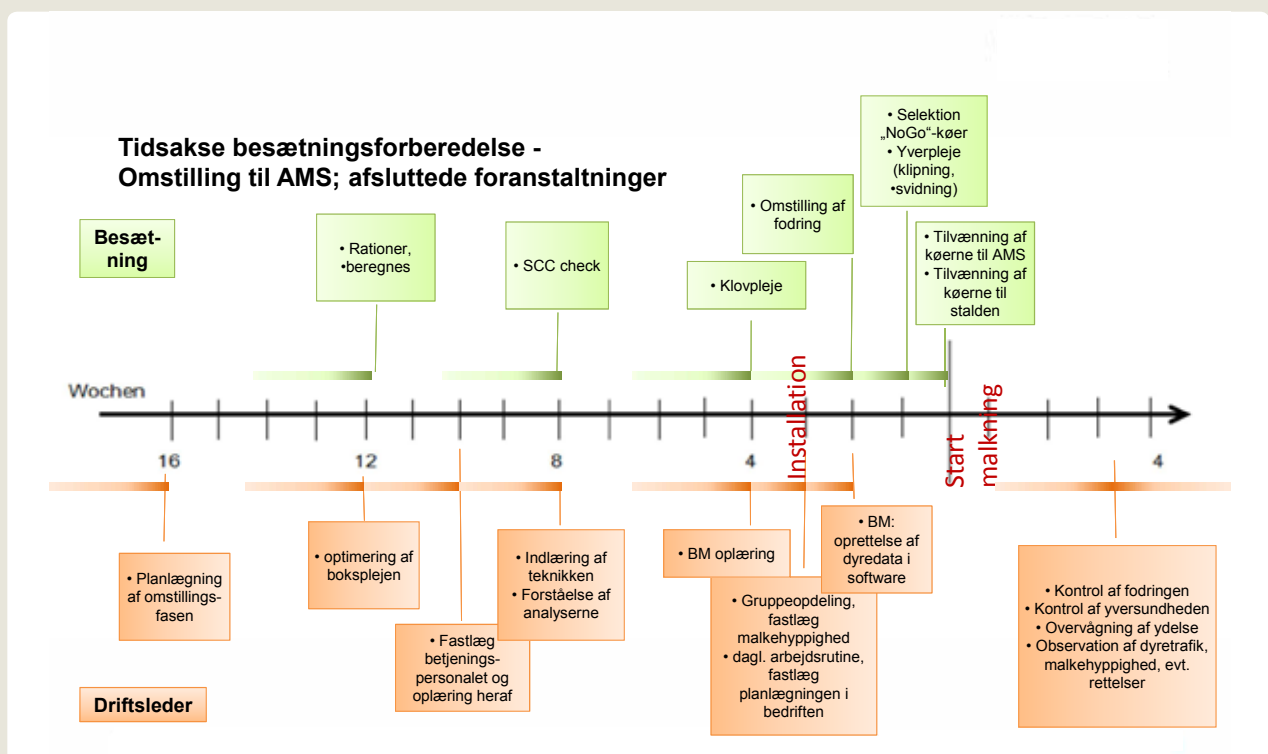 Tidsakse besætningsforberedelse -
Omstilling til AMS; afsluttede foranstaltninger
Besæt-
ning
• Rationer,
•beregnes
• SCC check
• Klovpleje
• Omstilling af
fodring
• Selektion
„NoGo“-køer
• Yverpleje
(klipning,
•svidning)
• Tilvænning af
køerne til AMS
• Tilvænning af
køerne til
stalden
Wochen
16
12
8
4
4
Installation
Start
malkning
• Planlægning
af omstillings-
fasen
• optimering af
boksplejen
• Fastlæg
betjenings-
personalet og
oplæring heraf
• Indlæring af
teknikken
• Forståelse af
analyserne
• BM oplæring
• Gruppeopdeling,
fastlæg
malkehyppighed
• dagl. arbejdsrutine,
fastlæg
planlægningen i
bedriften
• BM:
oprettelse af
dyredata i
software
• Kontrol af fodringen
• Kontrol af yversundheden
• Overvågning af ydelse
• Observation af dyretrafik,
malkehyppighed, evt.
rettelser
Driftsleder